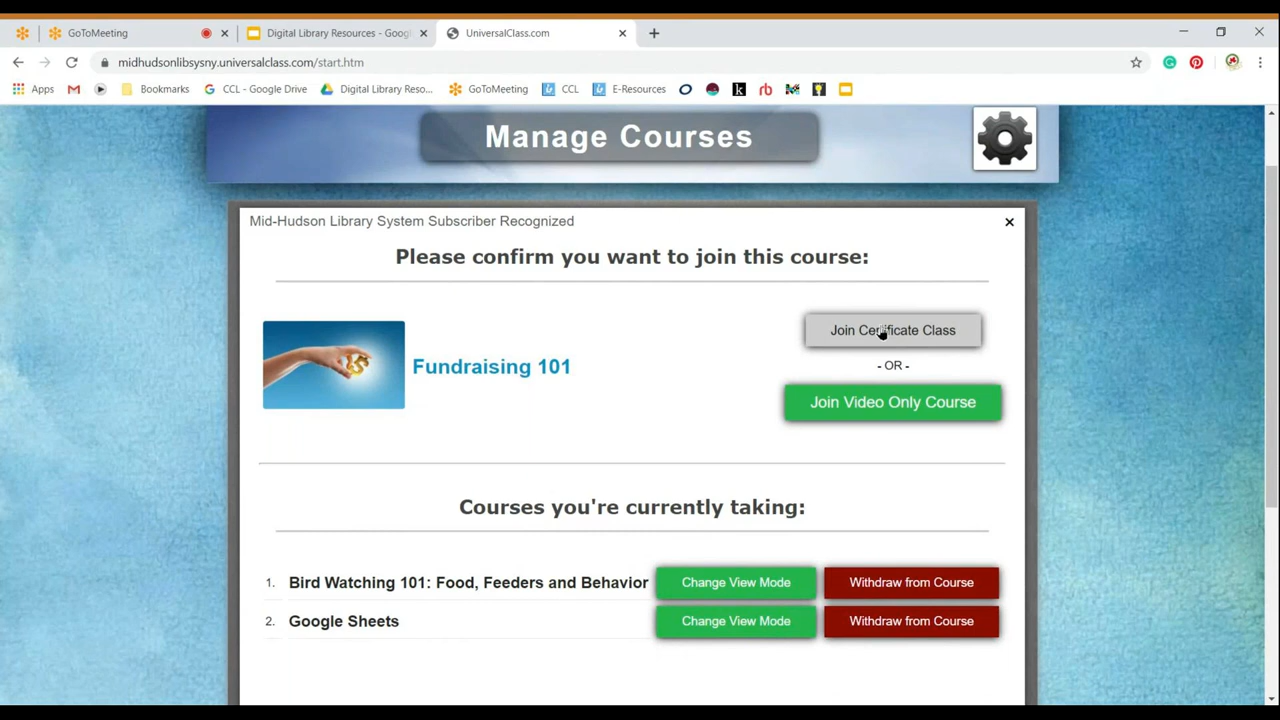 GoToMeeting
Digital Library Resources - Goog
UniversalClass.com
midhudsonlibsysny.universalclass.com/start.htm
Apps
Bookmarks
CCL - Google Drive
Digital Library Reso...
GoToMeeting
CCL
E-Resources
Manage Courses
Mid-Hudson Library System Subscriber Recognized
Please confirm you want to join this course:
Join Certificate Class
Fundraising 101
- OR -
Join Video Only Course
Courses you're currently taking:
1. Bird Watching 101: Food, Feeders and Behavior Change View Mode Withdraw from Course
2. Google Sheets Change View Mode Withdraw from Course